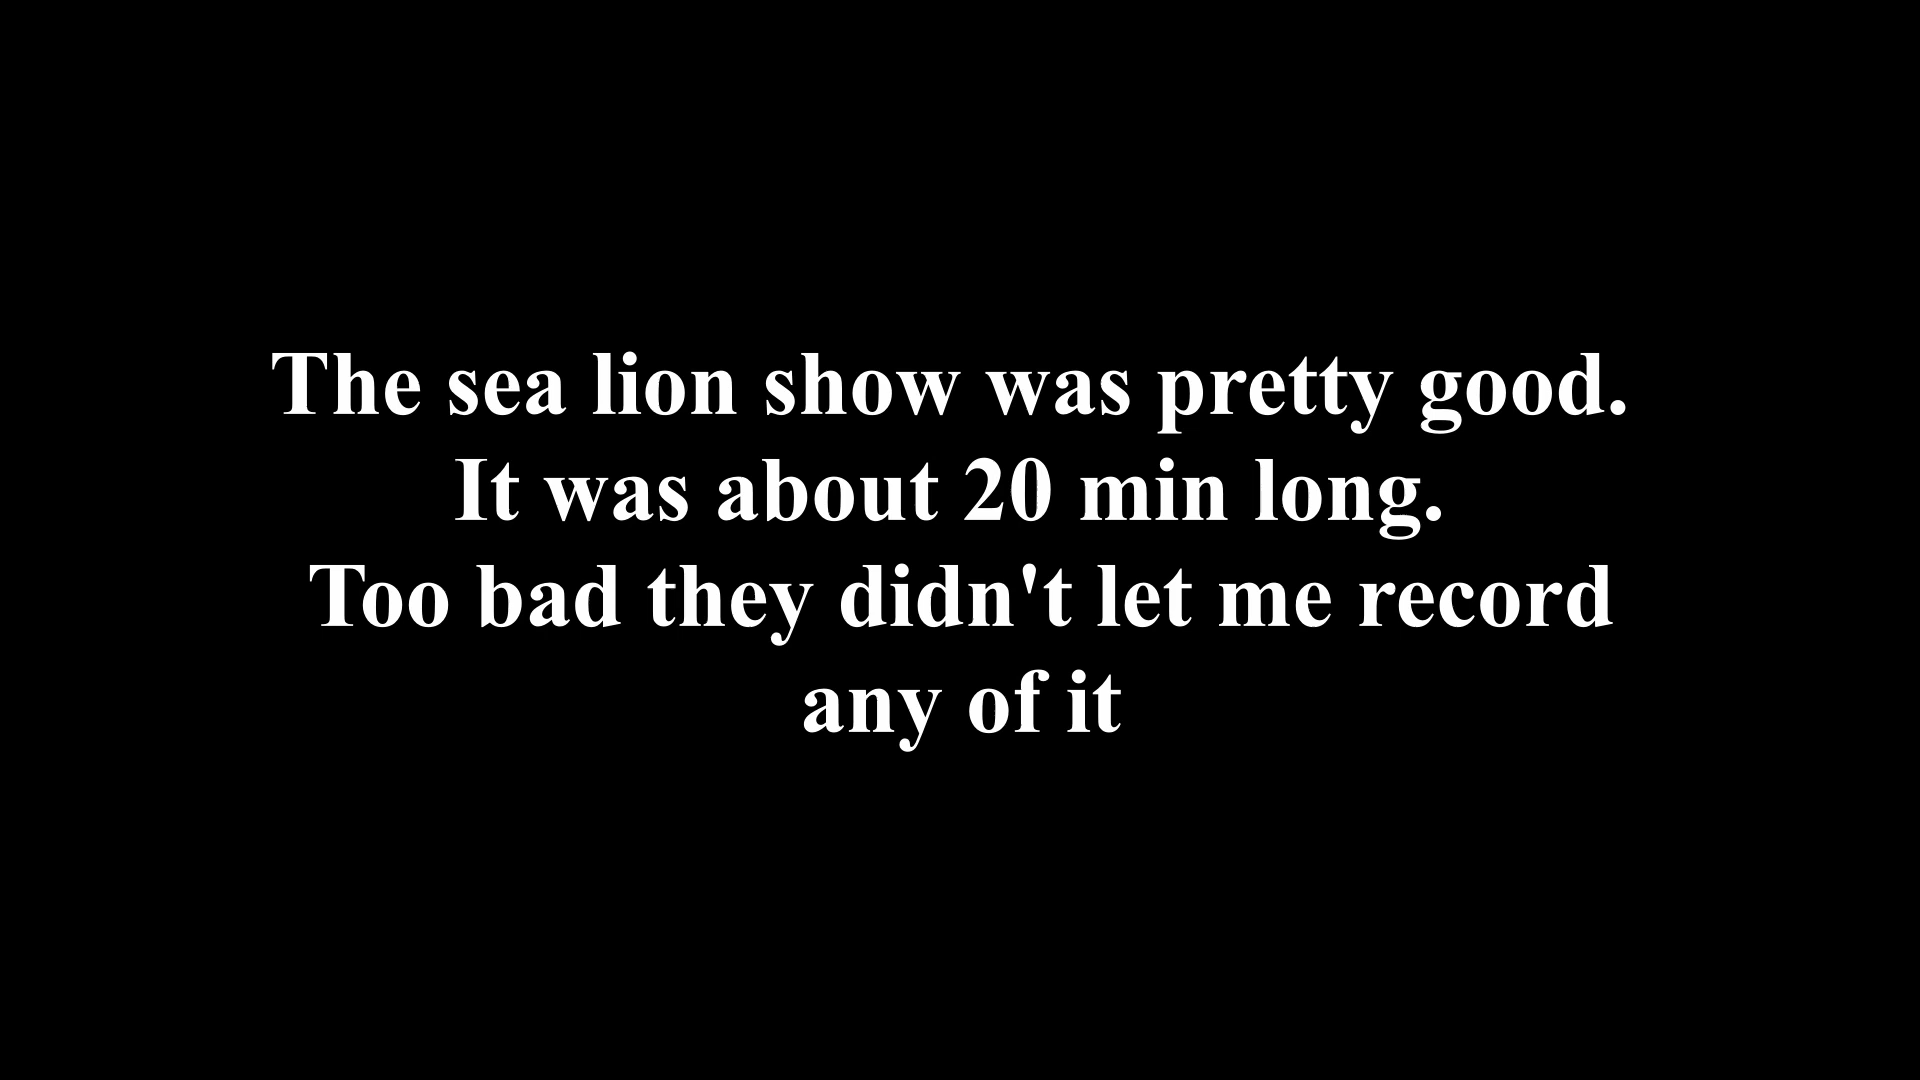 The sea lion show was pretty good.
It was about 20 min long.
Too bad they didn't let me record
any of it